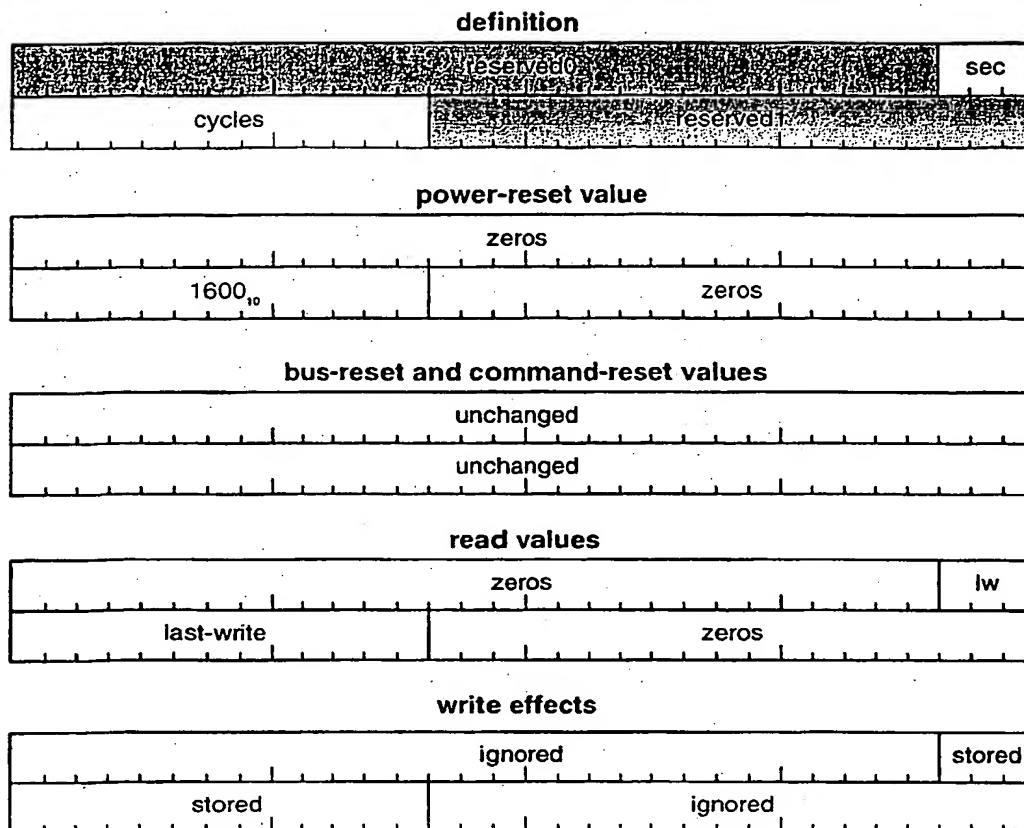 definition
reserved0 sec
cycles reserved1
power-reset value
zeros
1600₁₀ zeros
bus-reset and command-reset values
unchanged
unchanged
read values
zeros lw
last-write zeros
write effects
ignored stored
stored ignored